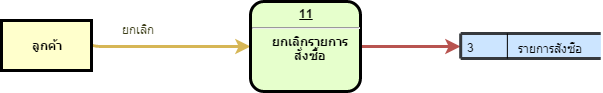 ลูกค้า
ยกเลิก
11
ยกเลิกรายการ
สั่งซื้อ
3
รายการสั่งซื้อ